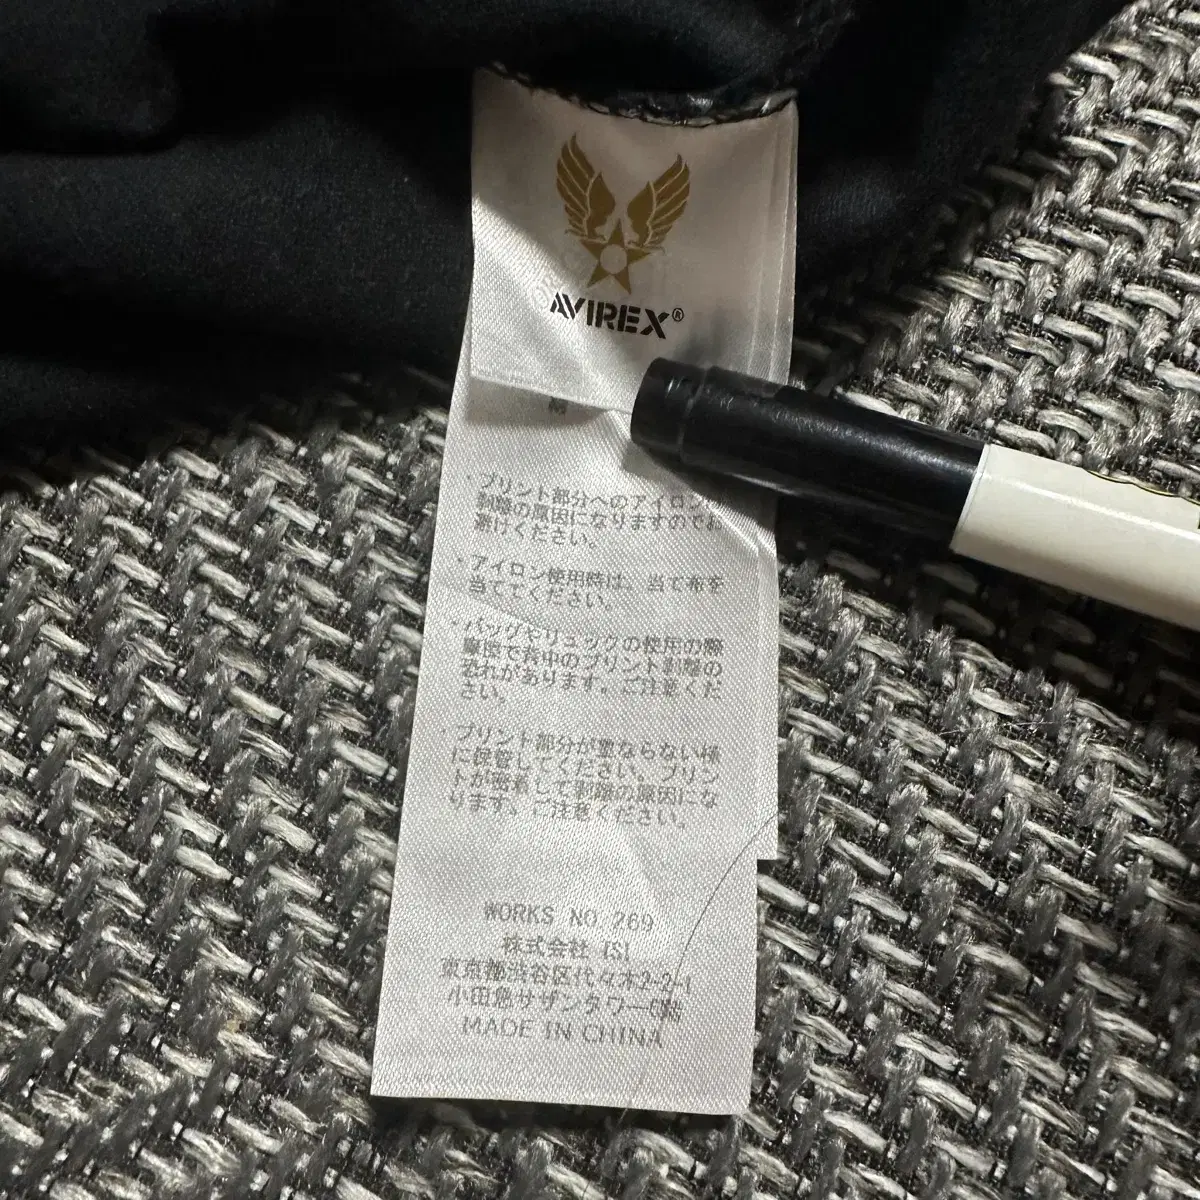 AVIREX®
・プリント部分へのアイロン
剥離の原因になりますのでお
避けください。
・アイロン使用時は、当て布を
当ててください。
・バッグやリュックの使用の際
摩擦で背中のプリント剥離の
恐れがあります。ご注意くだ
さい。
プリント部分が重ならない様
に保管してください。プリン
トが密着して剥離の原因にな
ります。ご注意ください。
WORKS NO. 269
株式会社 ISI
東京都渋谷区代々木2-2-1
小田急サザンタワー6階
MADE IN CHINA